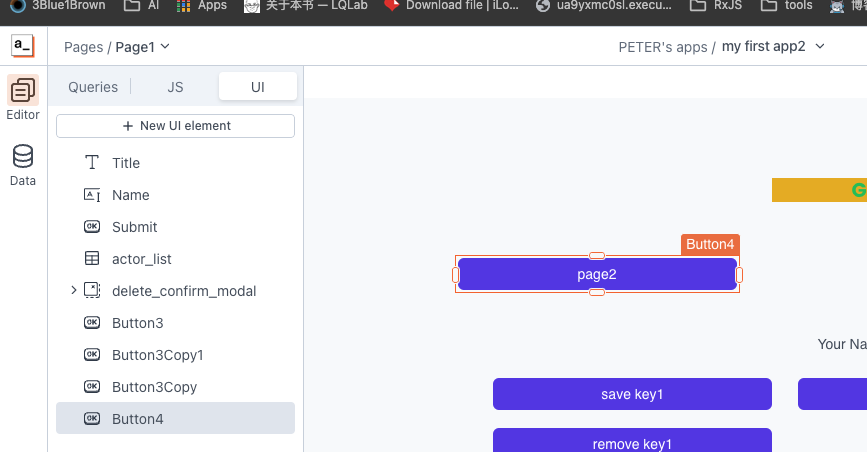 3Blue1Brown AI Apps 关于本书 — LQLab Download file | iLo... ua9yxmc0sl.execu... RxJS tools
a_ Pages / Page1 PETER's apps / my first app2
Queries JS UI
Editor
+ New UI element
Data
Title
Name
Submit
actor_list
delete_confirm_modal
Button3
Button3Copy1
Button3Copy
Button4
G
Button4
page2
Your Na
save key1
remove key1